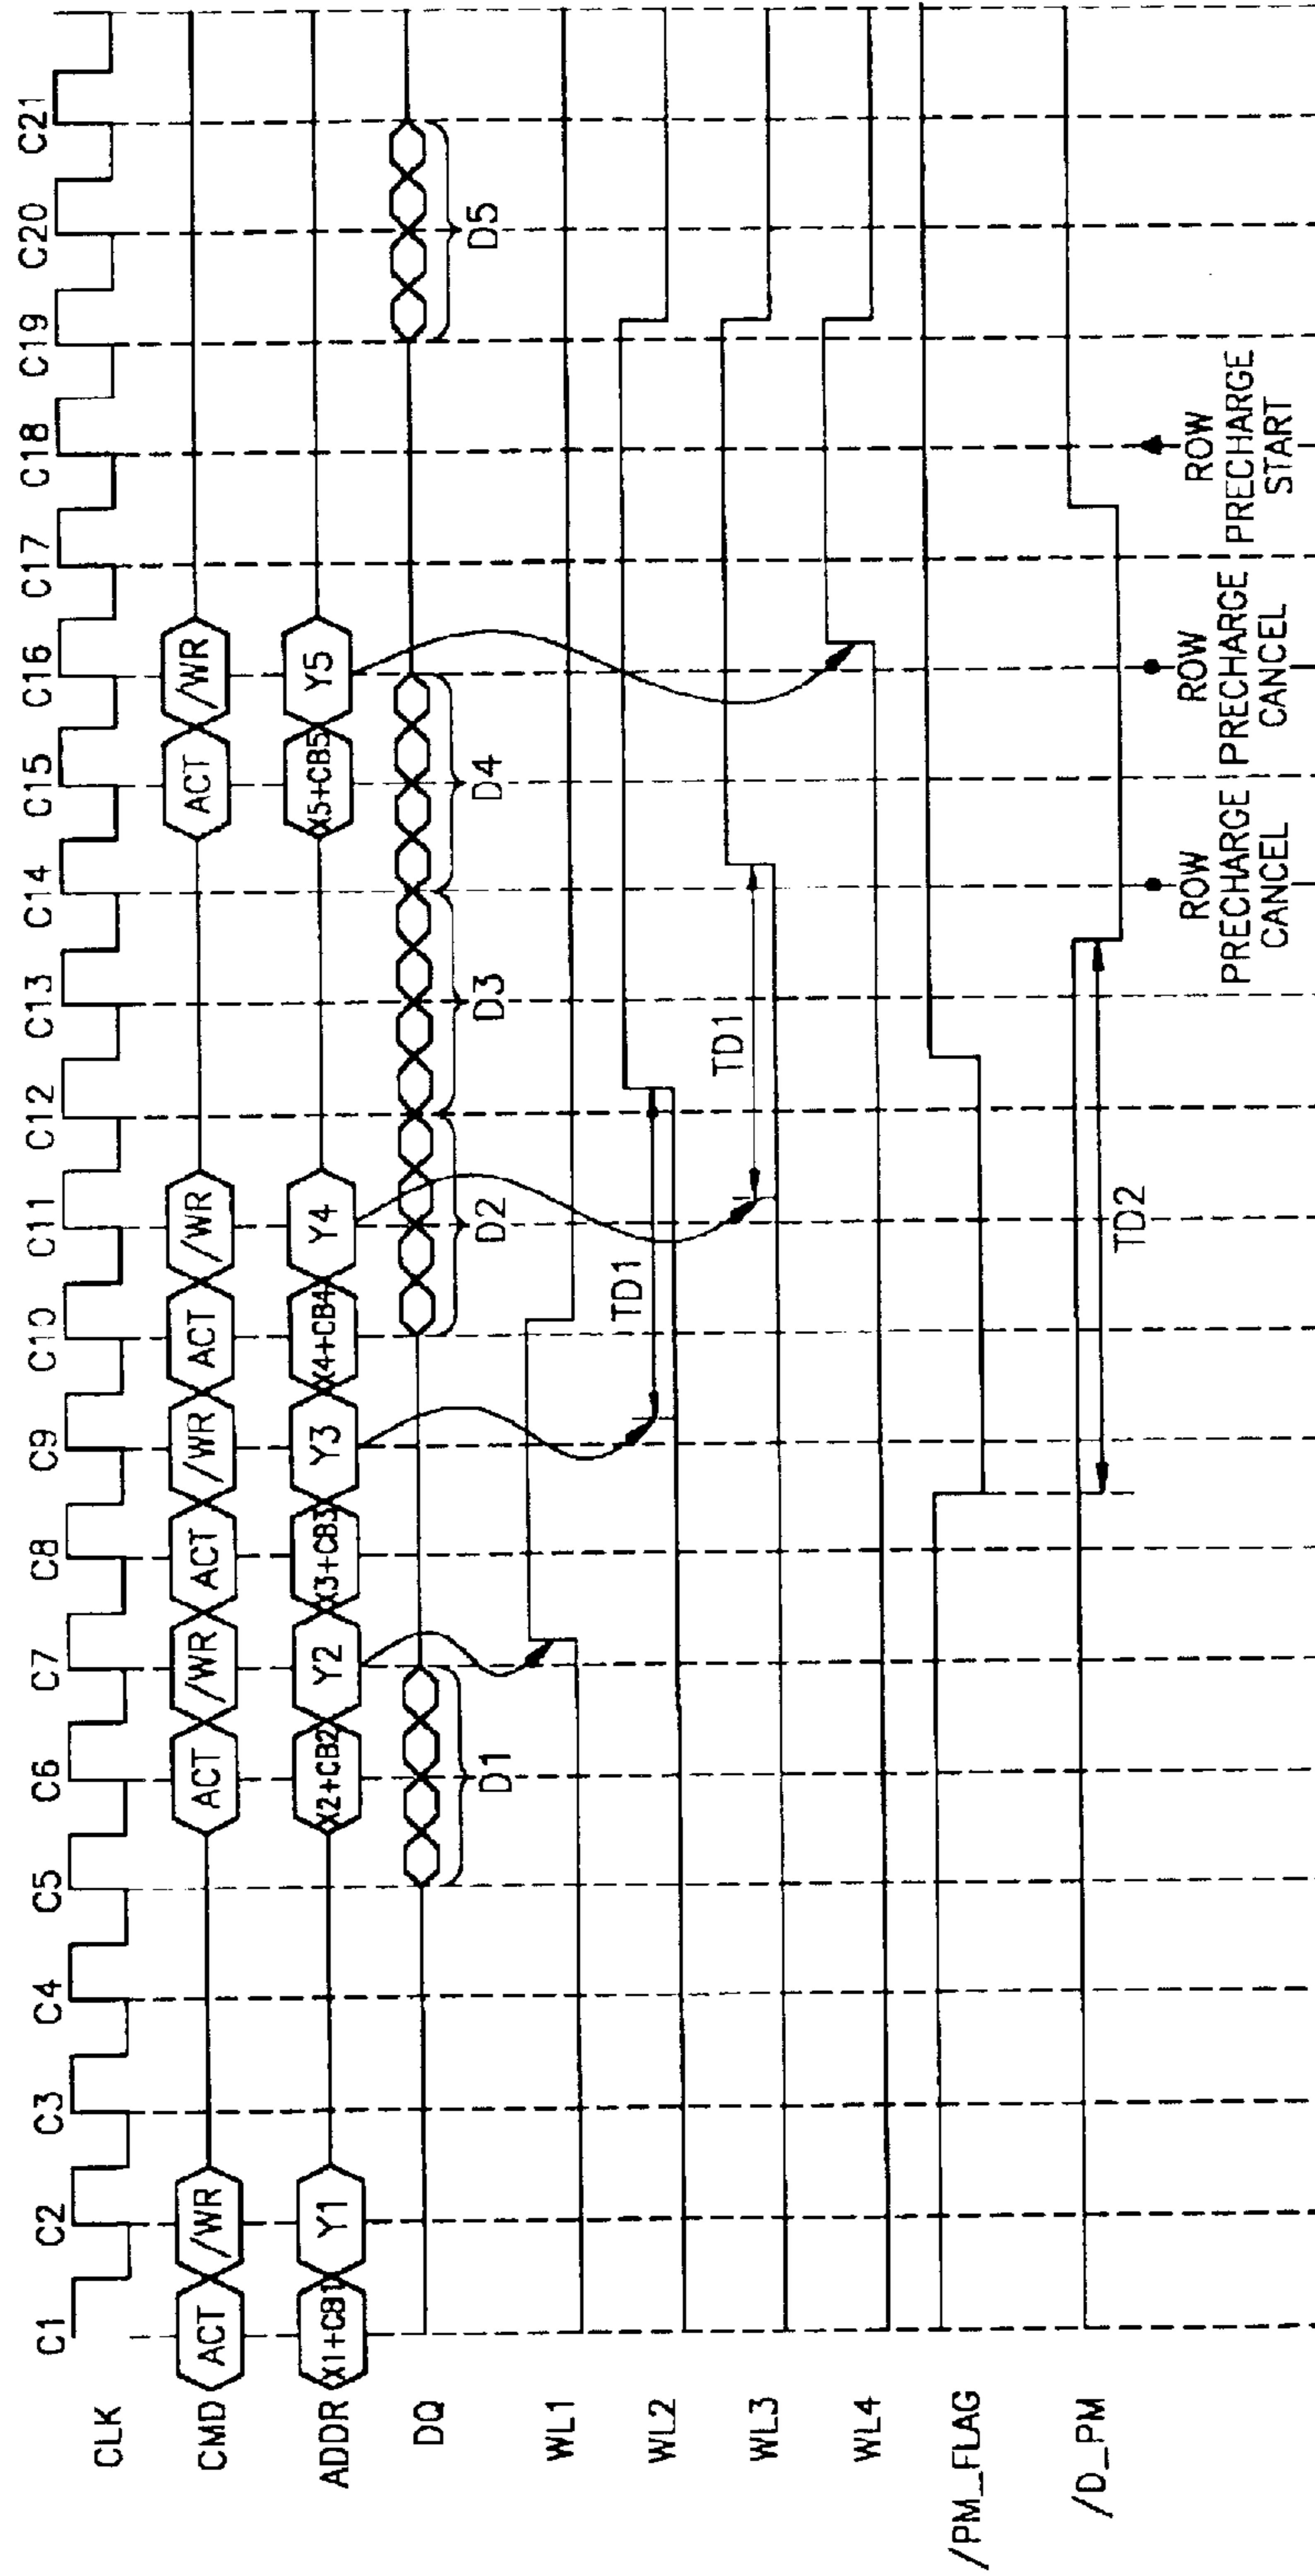 C1 C2 C3 C4 C5 C6 C7 C8 C9 C10 C11 C12 C13 C14 C15 C16 C17 C18 C19 C20 C21
CLK
CMD ACT /WR ACT /WR ACT /WR ACT /WR ACT /WR
ADDR X1+CB1 Y1 X2+CB2 Y2 X3+CB3 Y3 X4+CB4 Y4 X5+CB5 Y5
DQ
D1 D2 D3 D4 D5
WL1
TD1
WL2
TD1
WL3
WL4
/PM_FLAG
/D_PM
TD2
ROW
PRECHARGE
CANCEL
ROW
PRECHARGE
CANCEL
ROW
PRECHARGE
START